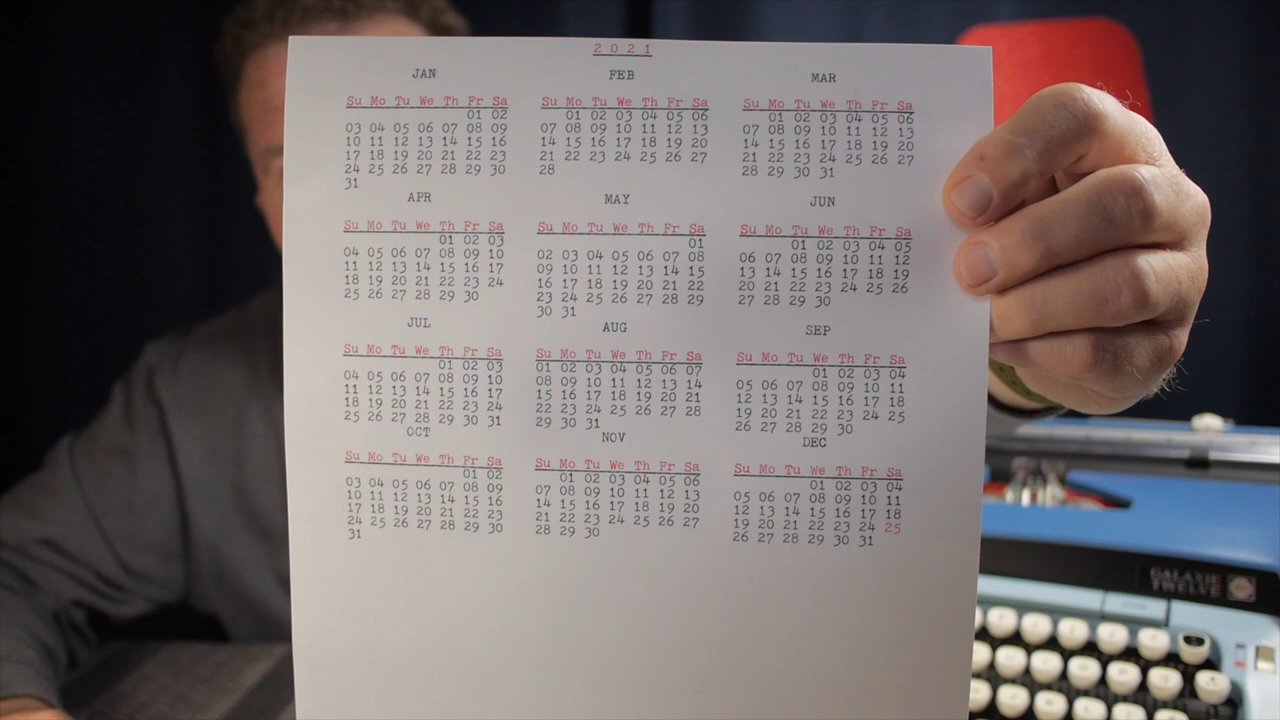 2 0 2 1
JAN FEB MAR
Su Mo Tu We Th Fr Sa Su Mo Tu We Th Fr Sa Su Mo Tu We Th Fr Sa
01 02 01 02 03 04 05 06 01 02 03 04 05 06
03 04 05 06 07 08 09 07 08 09 10 11 12 13 07 08 09 10 11 12 13
10 11 12 13 14 15 16 14 15 16 17 18 19 20 14 15 16 17 18 19 20
17 18 19 20 21 22 23 21 22 23 24 25 26 27 21 22 23 24 25 26 27
24 25 26 27 28 29 30 28 28 29 30 31
31
APR MAY JUN
Su Mo Tu We Th Fr Sa Su Mo Tu We Th Fr Sa Su Mo Tu We Th Fr Sa
01 02 03 01 01 02 03 04 05
04 05 06 07 08 09 10 02 03 04 05 06 07 08 06 07 08 09 10 11 12
11 12 13 14 15 16 17 09 10 11 12 13 14 15 13 14 15 16 17 18 19
18 19 20 21 22 23 24 16 17 18 19 20 21 22 20 21 22 23 24 25 26
25 26 27 28 29 30 23 24 25 26 27 28 29 27 28 29 30
30 31
JUL AUG SEP
Su Mo Tu We Th Fr Sa Su Mo Tu We Th Fr Sa Su Mo Tu We Th Fr Sa
01 02 03 01 02 03 04 05 06 07 01 02 03 04
04 05 06 07 08 09 10 08 09 10 11 12 13 14 05 06 07 08 09 10 11
11 12 13 14 15 16 17 15 16 17 18 19 20 21 12 13 14 15 16 17 18
18 19 20 21 22 23 24 22 23 24 25 26 27 28 19 20 21 22 23 24 25
25 26 27 28 29 30 31 29 30 31 26 27 28 29 30
OCT NOV DEC
Su Mo Tu We Th Fr Sa Su Mo Tu We Th Fr Sa Su Mo Tu We Th Fr Sa
01 02 01 02 03 04 05 06 01 02 03 04
03 04 05 06 07 08 09 07 08 09 10 11 12 13 05 06 07 08 09 10 11
10 11 12 13 14 15 16 14 15 16 17 18 19 20 12 13 14 15 16 17 18
17 18 19 20 21 22 23 21 22 23 24 25 26 27 19 20 21 22 23 24 25
24 25 26 27 28 29 30 28 29 30 26 27 28 29 30 31
31
GALAXIE
TWELVE